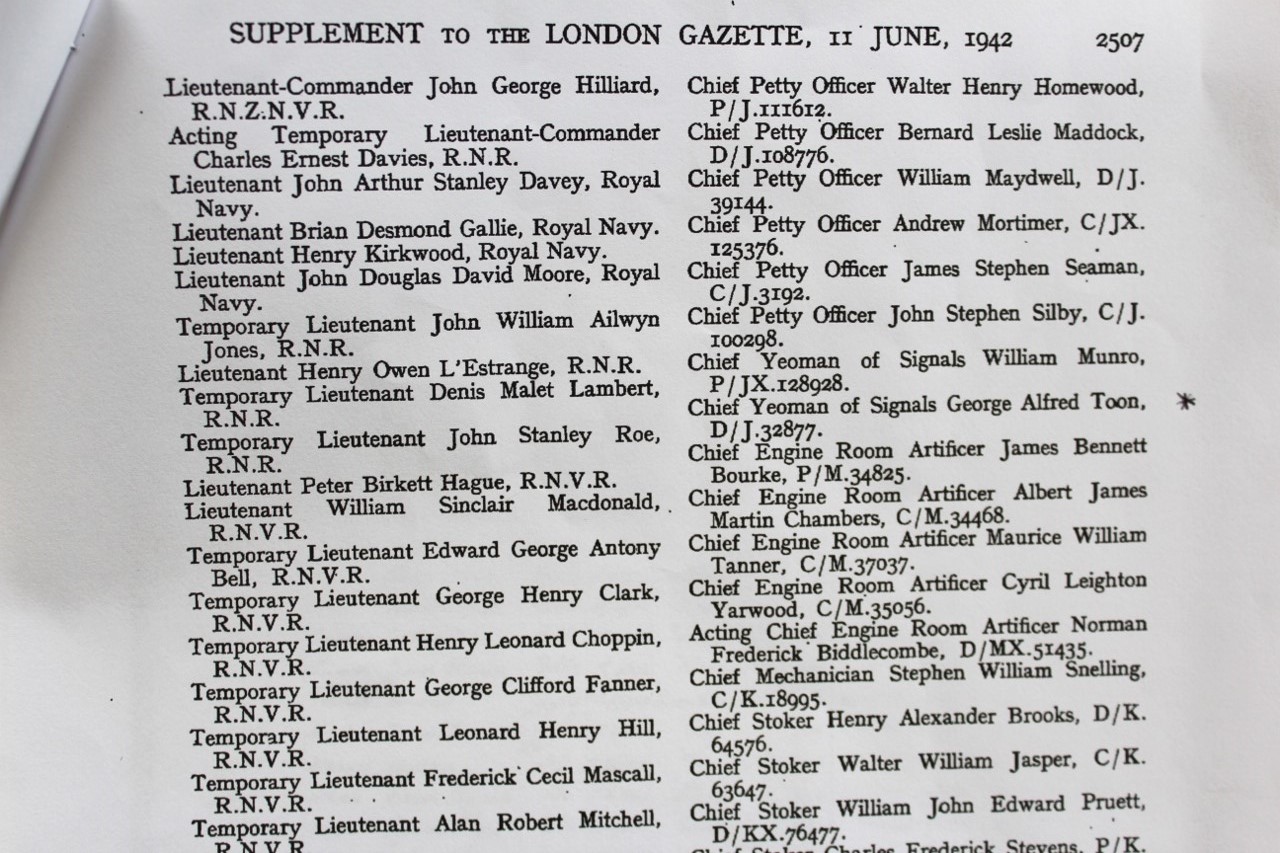 SUPPLEMENT TO THE LONDON GAZETTE, 11 JUNE, 1942 2507
Lieutenant-Commander John George Hilliard,
R.N.Z.N.V.R.
Acting Temporary Lieutenant-Commander
Charles Ernest Davies, R.N.R.
Lieutenant John Arthur Stanley Davey, Royal
Navy.
Lieutenant Brian Desmond Gallie, Royal Navy.
Lieutenant Henry Kirkwood, Royal Navy.
Lieutenant John Douglas David Moore, Royal
Navy.
Temporary Lieutenant John William Ailwyn
Jones, R.N.R.
Lieutenant Henry Owen L'Estrange, R.N.R.
Temporary Lieutenant Denis Malet Lambert,
R.N.R.
Temporary Lieutenant John Stanley Roe,
R.N.R.
Lieutenant Peter Birkett Hague, R.N.V.R.
Lieutenant William Sinclair Macdonald,
R.N.V.R.
Temporary Lieutenant Edward George Antony
Bell, R.N.V.R.
Temporary Lieutenant George Henry Clark,
R.N.V.R.
Temporary Lieutenant Henry Leonard Choppin,
R.N.V.R.
Temporary Lieutenant George Clifford Fanner,
R.N.V.R.
Temporary Lieutenant Leonard Henry Hill,
R.N.V.R.
Temporary Lieutenant Frederick Cecil Mascall,
R.N.V.R.
Temporary Lieutenant Alan Robert Mitchell,
R.N.V.R.
Chief Petty Officer Walter Henry Homewood,
P/J.111612.
Chief Petty Officer Bernard Leslie Maddock,
D/J.108776.
Chief Petty Officer William Maydwell, D/J.
39144.
Chief Petty Officer Andrew Mortimer, C/JX.
125376.
Chief Petty Officer James Stephen Seaman,
C/J.3192.
Chief Petty Officer John Stephen Silby, C/J.
100298.
Chief Yeoman of Signals William Munro,
P/JX.128928.
Chief Yeoman of Signals George Alfred Toon, *
D/J.32877.
Chief Engine Room Artificer James Bennett
Bourke, P/M.34825.
Chief Engine Room Artificer Albert James
Martin Chambers, C/M.34468.
Chief Engine Room Artificer Maurice William
Tanner, C/M.37037.
Chief Engine Room Artificer Cyril Leighton
Yarwood, C/M.35056.
Acting Chief Engine Room Artificer Norman
Frederick Biddlecombe, D/MX.51435.
Chief Mechanician Stephen William Snelling,
C/K.18995.
Chief Stoker Henry Alexander Brooks, D/K.
64576.
Chief Stoker Walter William Jasper, C/K.
63647.
Chief Stoker William John Edward Pruett,
D/KX.76477.
Chief Stoker Charles Frederick Stevens, P/K.